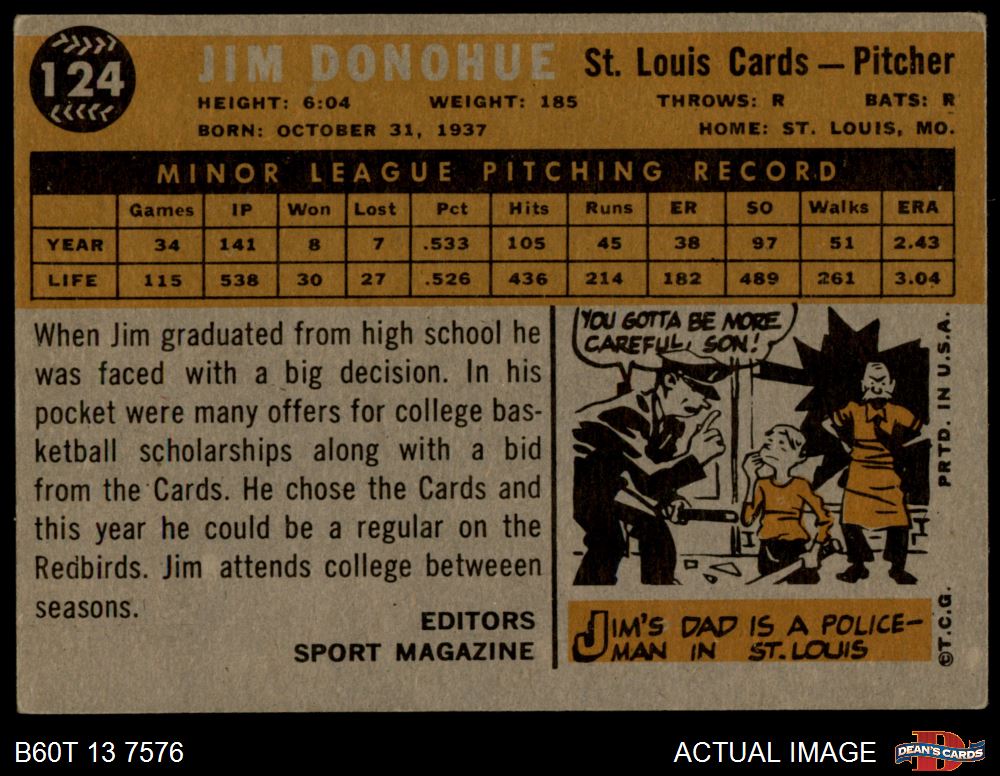 124
JIM DONOHUE St. Louis Cards — Pitcher
HEIGHT: 6:04 WEIGHT: 185 THROWS: R BATS: R
BORN: OCTOBER 31, 1937 HOME: ST. LOUIS, MO.
MINOR LEAGUE PITCHING RECORD
Games IP Won Lost Pct Hits Runs ER SO Walks ERA
YEAR 34 141 8 7 .533 105 45 38 97 51 2.43
LIFE 115 538 30 27 .526 436 214 182 489 261 3.04
When Jim graduated from high school he
was faced with a big decision. In his
pocket were many offers for college bas-
ketball scholarships along with a bid
from the Cards. He chose the Cards and
this year he could be a regular on the
Redbirds. Jim attends college betweeen
seasons.
EDITORS
SPORT MAGAZINE
YOU GOTTA BE MORE
CAREFUL, SON!
JIM'S DAD IS A POLICE-
MAN IN ST. LOUIS
©T.C.G. PRTD. IN U.S.A.
B60T 13 7576
ACTUAL IMAGE
DEAN'S CARDS